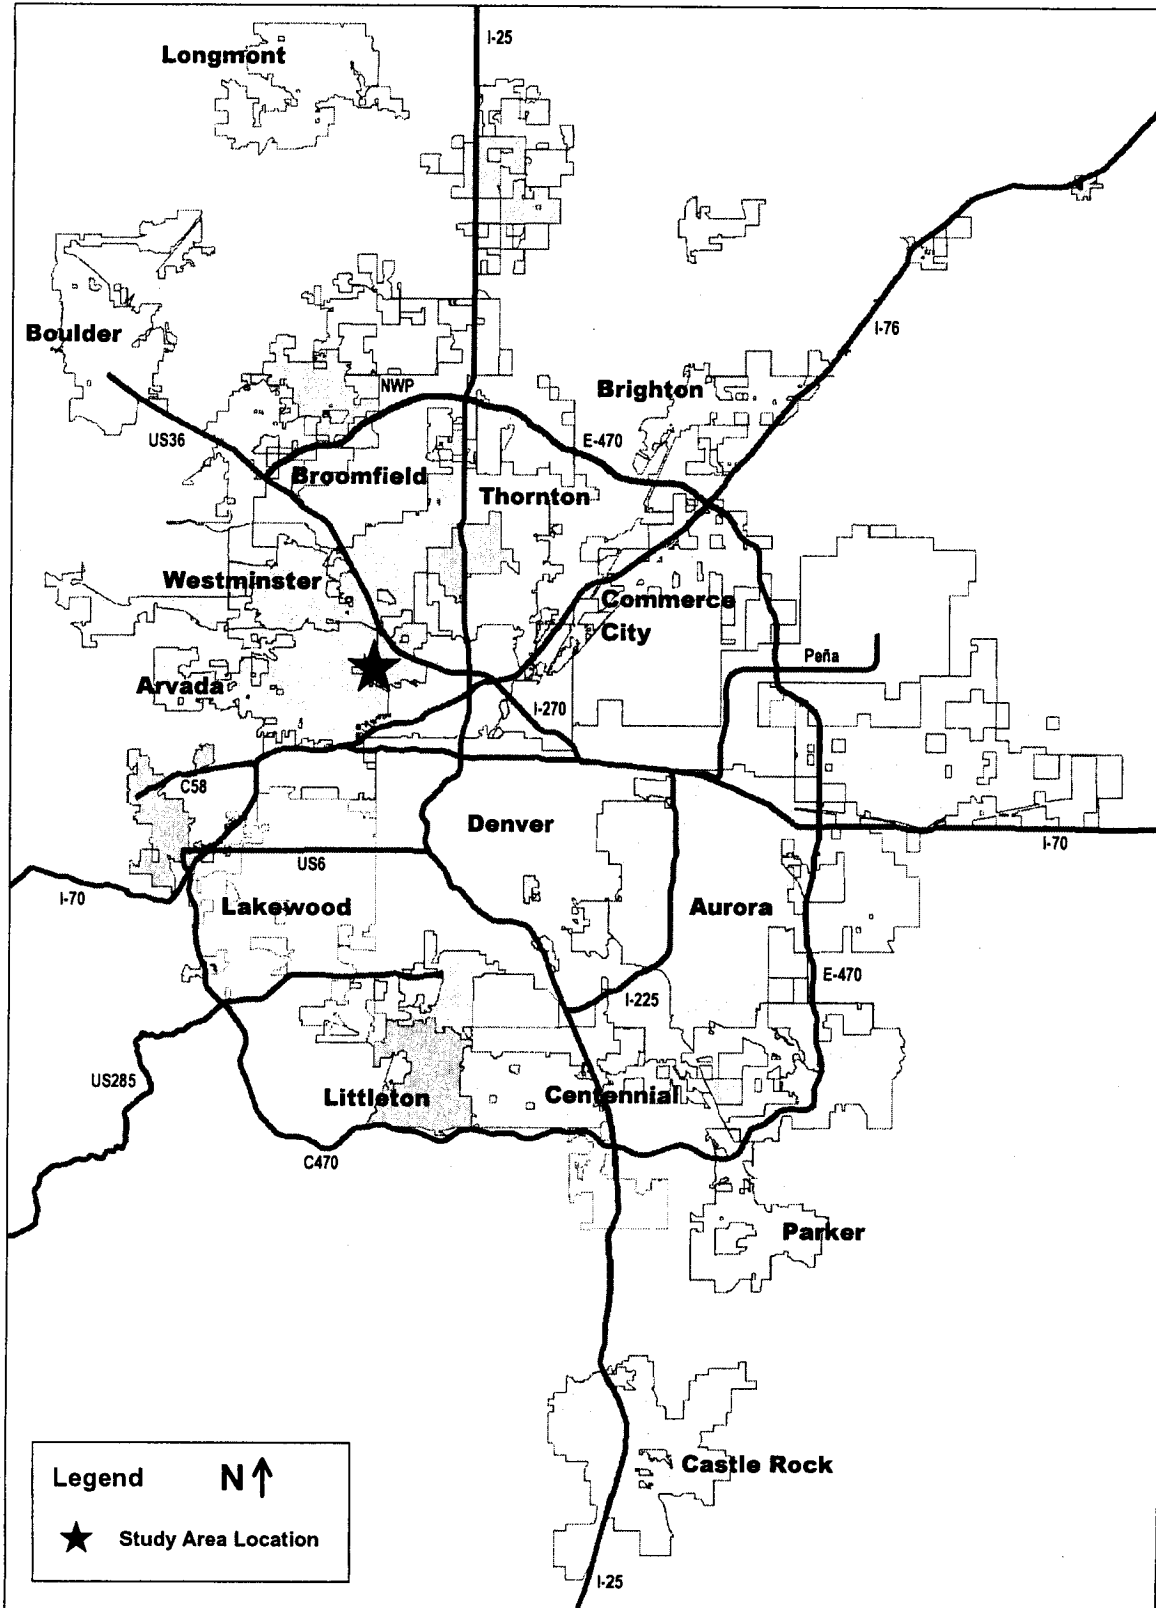 I-25
Longmont
I-76
Boulder
NWP
Brighton
US36
E-470
Broomfield
Thornton
Westminster
Commerce
City
Peña
Arvada
I-270
C58
Denver
US6
I-70
I-70
Lakewood
Aurora
E-470
I-225
US285
Littleton
Centennial
C470
Parker
Castle Rock
Legend N
Study Area Location
I-25